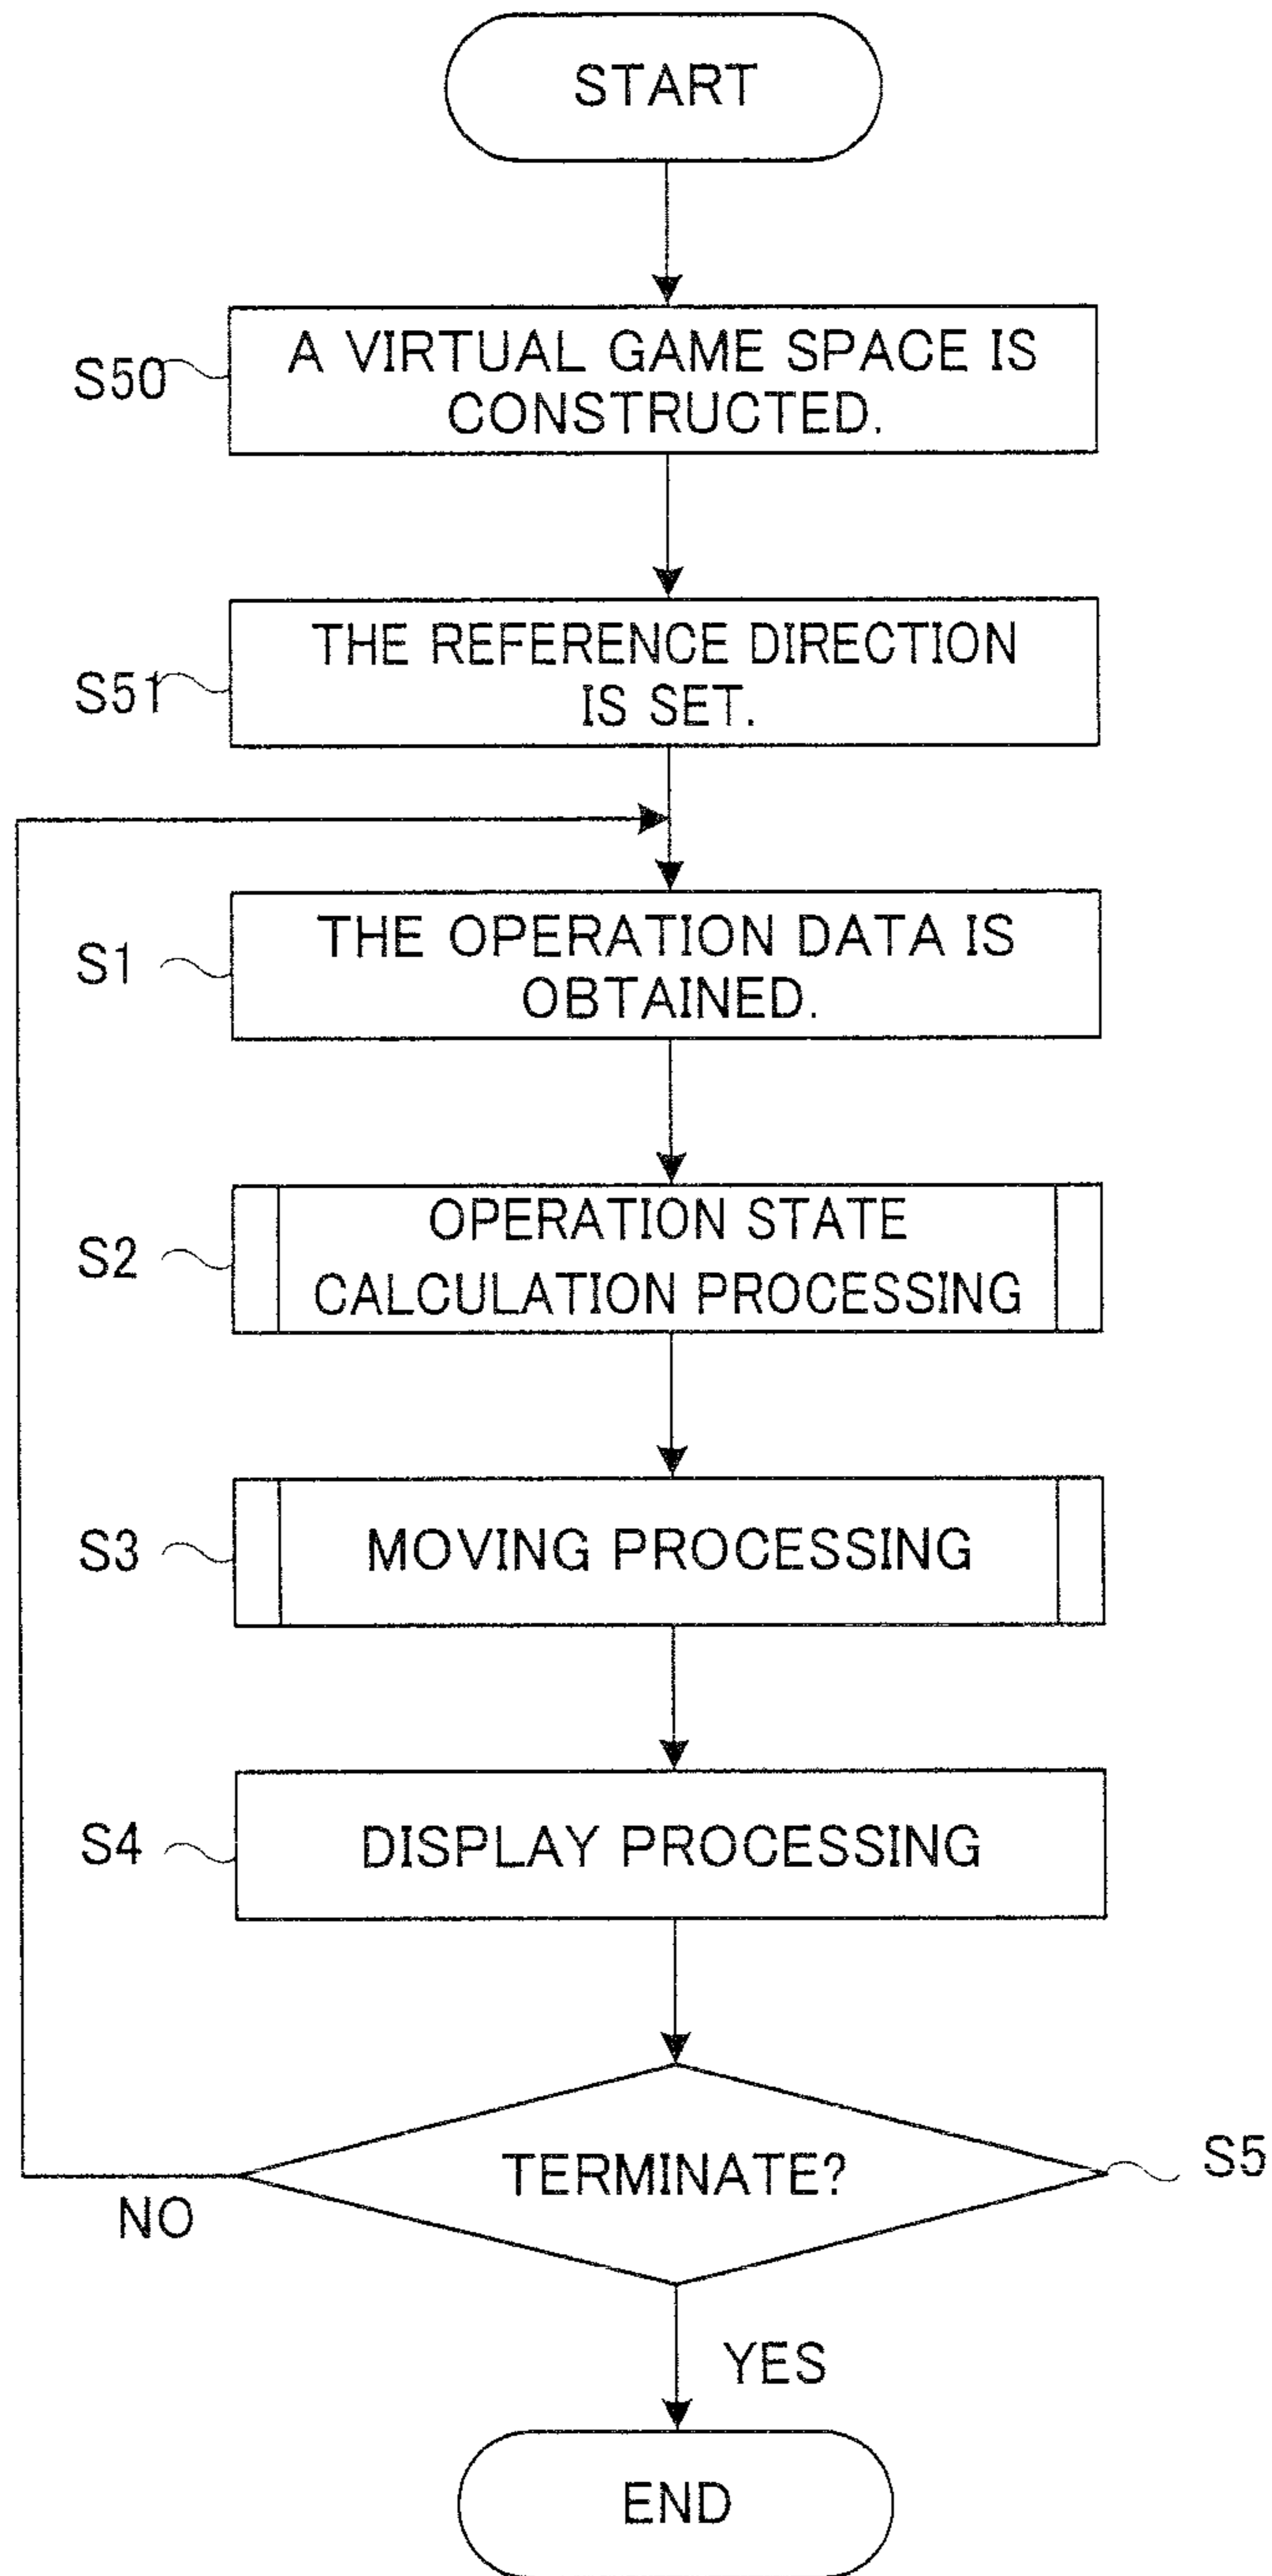 START
S50
A VIRTUAL GAME SPACE IS
CONSTRUCTED.
S51
THE REFERENCE DIRECTION
IS SET.
S1
THE OPERATION DATA IS
OBTAINED.
S2
OPERATION STATE
CALCULATION PROCESSING
S3
MOVING PROCESSING
S4
DISPLAY PROCESSING
TERMINATE?
S5
NO
YES
END